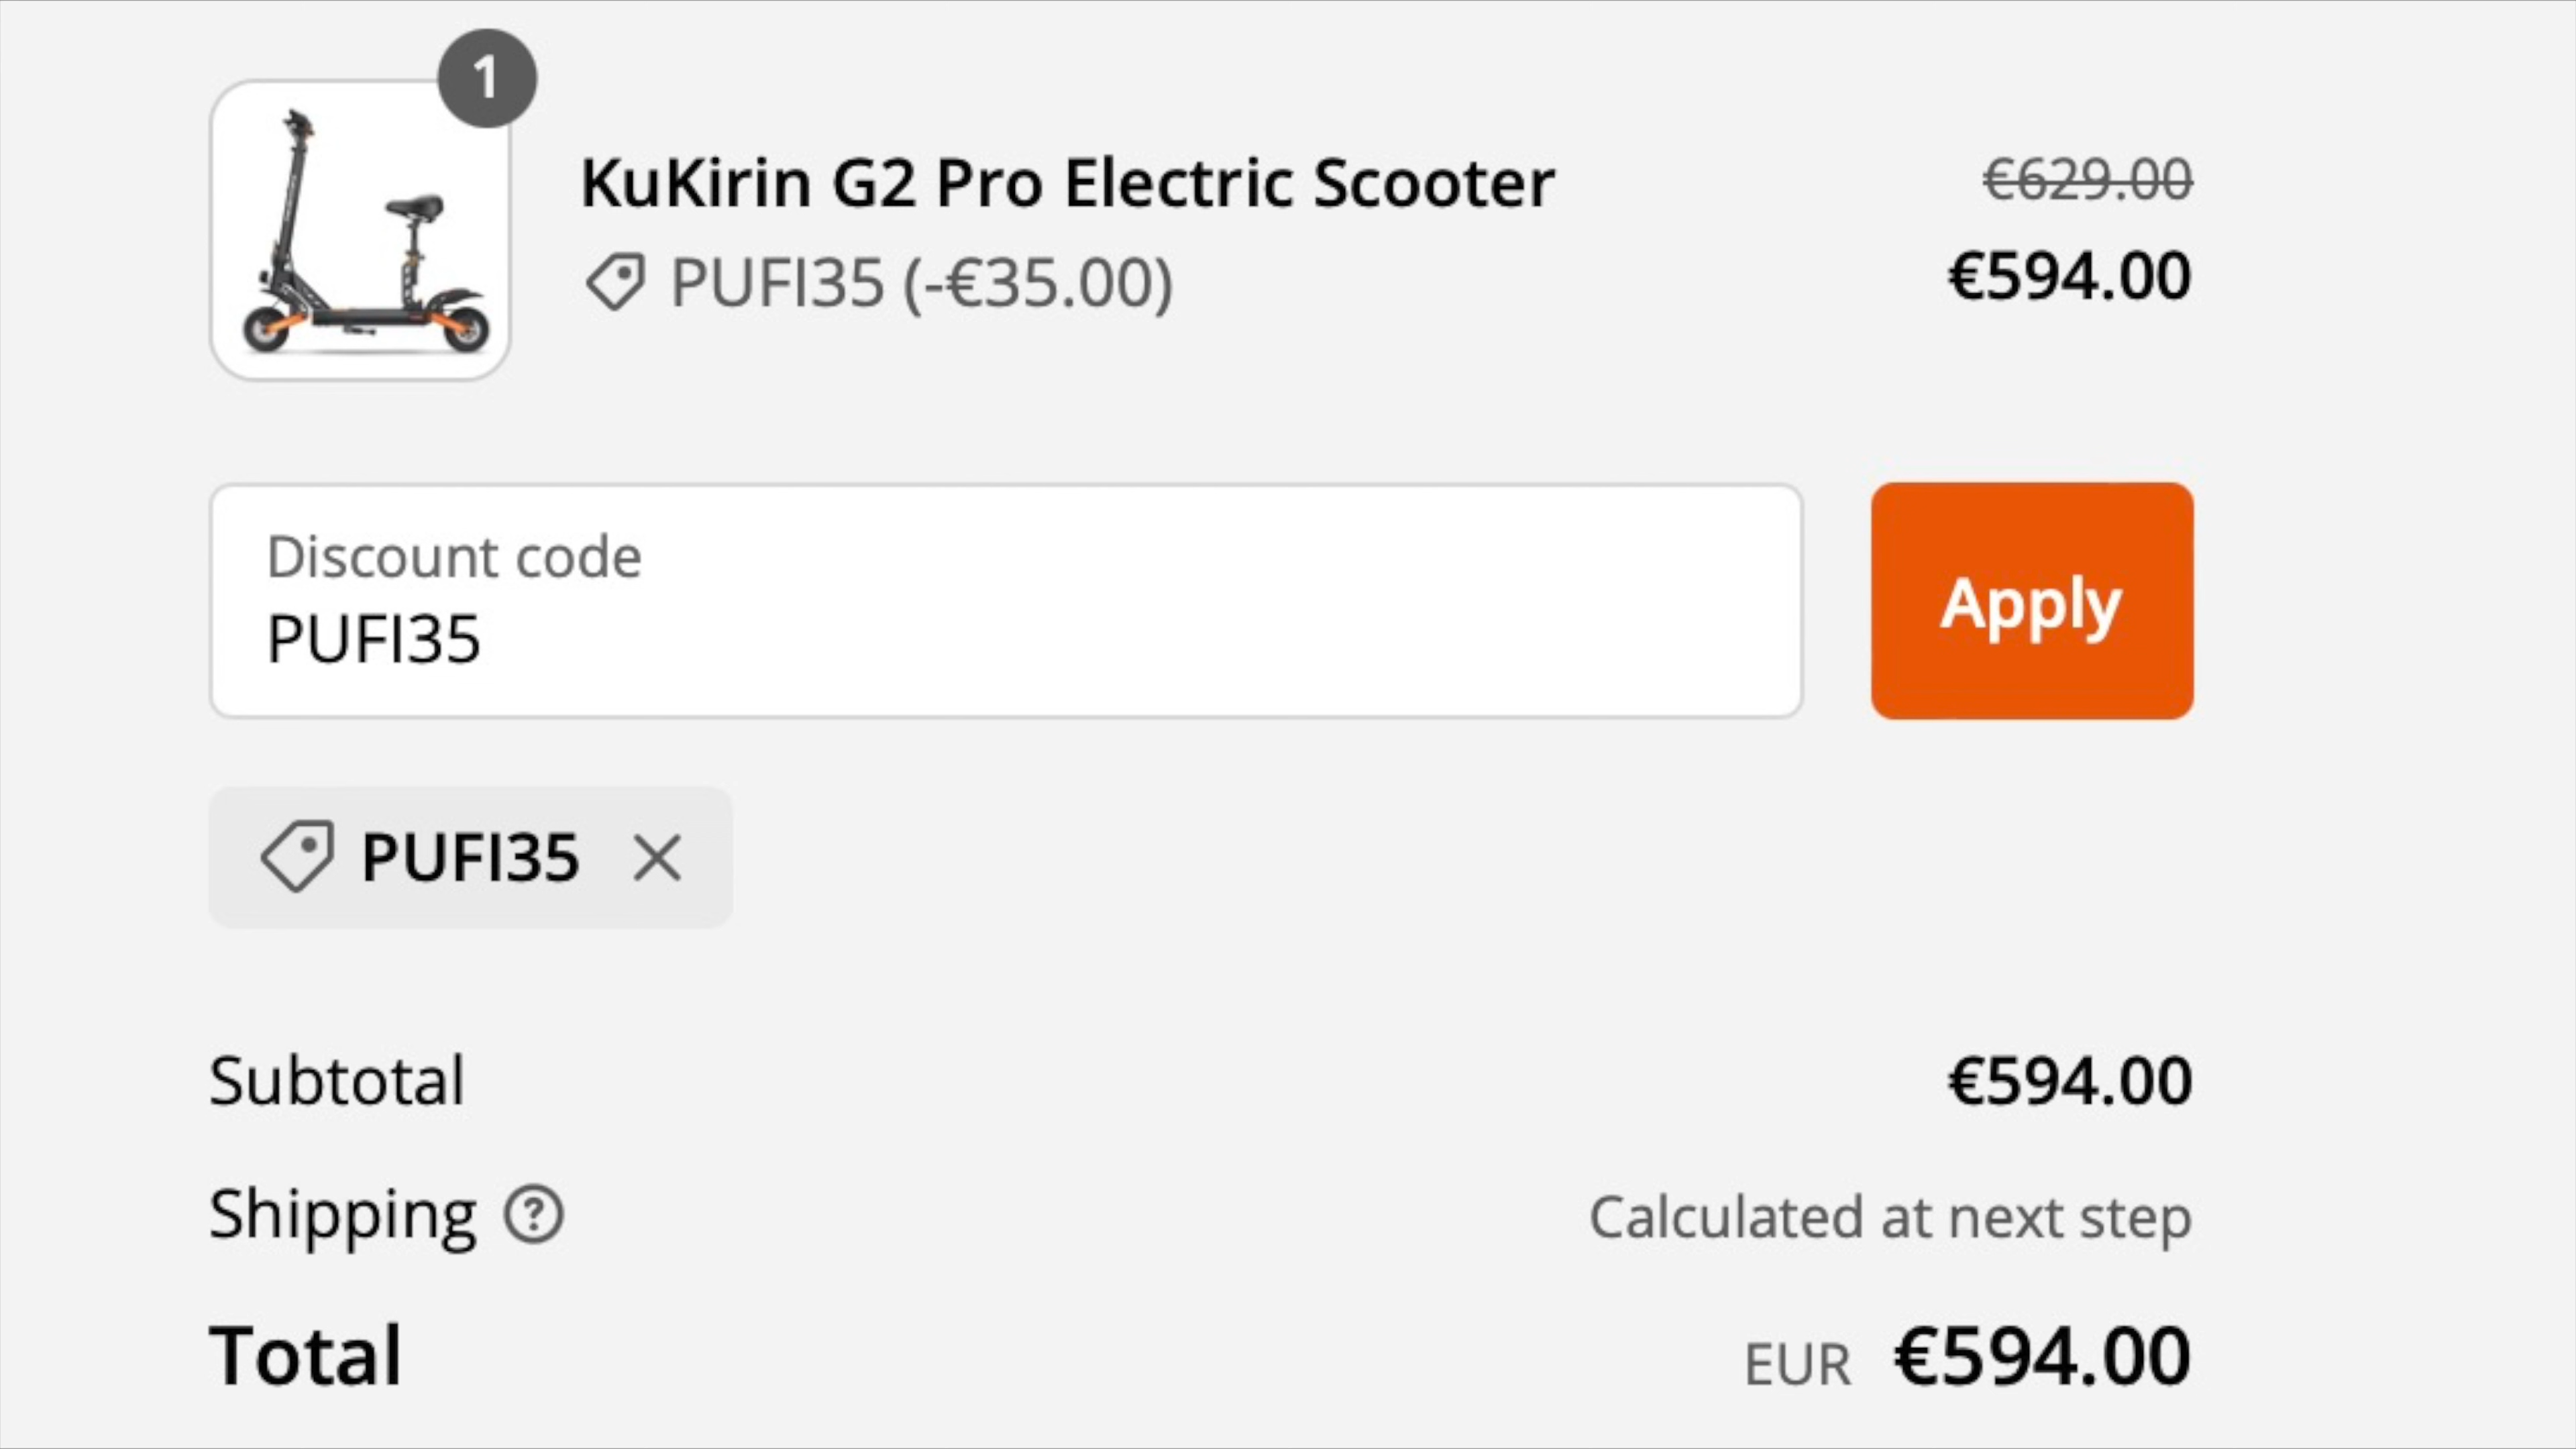 1
KuKirin G2 Pro Electric Scooter
€629.00
PUFI35 (-€35.00)
€594.00
Discount code
PUFI35
Apply
PUFI35
Subtotal
€594.00
Shipping ?
Calculated at next step
Total
EUR €594.00